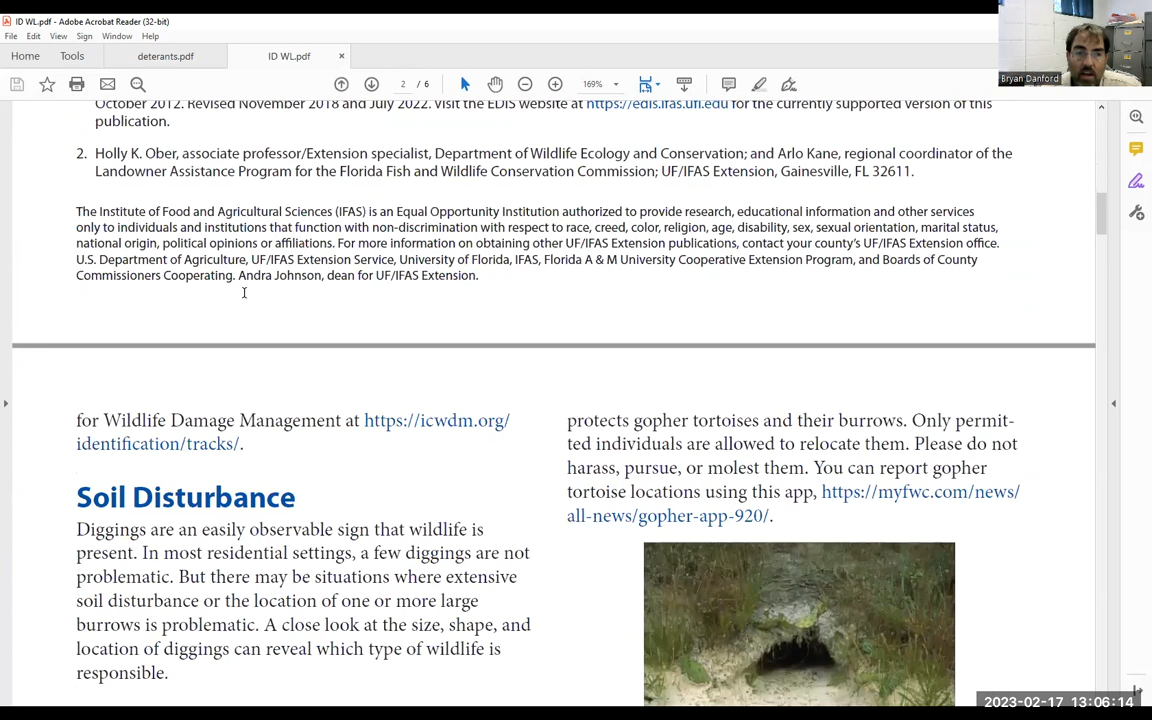 ID WL.pdf - Adobe Acrobat Reader (32-bit)
File Edit View Sign Window Help
Home Tools deterants.pdf ID WL.pdf ×
2 / 6 169%
Bryan Danford
October 2012. Revised November 2018 and July 2022. Visit the EDIS website at https://edis.ifas.ufl.edu for the currently supported version of this
publication.
2. Holly K. Ober, associate professor/Extension specialist, Department of Wildlife Ecology and Conservation; and Arlo Kane, regional coordinator of the
Landowner Assistance Program for the Florida Fish and Wildlife Conservation Commission; UF/IFAS Extension, Gainesville, FL 32611.
The Institute of Food and Agricultural Sciences (IFAS) is an Equal Opportunity Institution authorized to provide research, educational information and other services
only to individuals and institutions that function with non-discrimination with respect to race, creed, color, religion, age, disability, sex, sexual orientation, marital status,
national origin, political opinions or affiliations. For more information on obtaining other UF/IFAS Extension publications, contact your county's UF/IFAS Extension office.
U.S. Department of Agriculture, UF/IFAS Extension Service, University of Florida, IFAS, Florida A & M University Cooperative Extension Program, and Boards of County
Commissioners Cooperating. Andra Johnson, dean for UF/IFAS Extension.
for Wildlife Damage Management at https://icwdm.org/
identification/tracks/.
Soil Disturbance
Diggings are an easily observable sign that wildlife is
present. In most residential settings, a few diggings are not
problematic. But there may be situations where extensive
soil disturbance or the location of one or more large
burrows is problematic. A close look at the size, shape, and
location of diggings can reveal which type of wildlife is
responsible.
protects gopher tortoises and their burrows. Only permit-
ted individuals are allowed to relocate them. Please do not
harass, pursue, or molest them. You can report gopher
tortoise locations using this app, https://myfwc.com/news/
all-news/gopher-app-920/.
2023-02-17 13:06:14